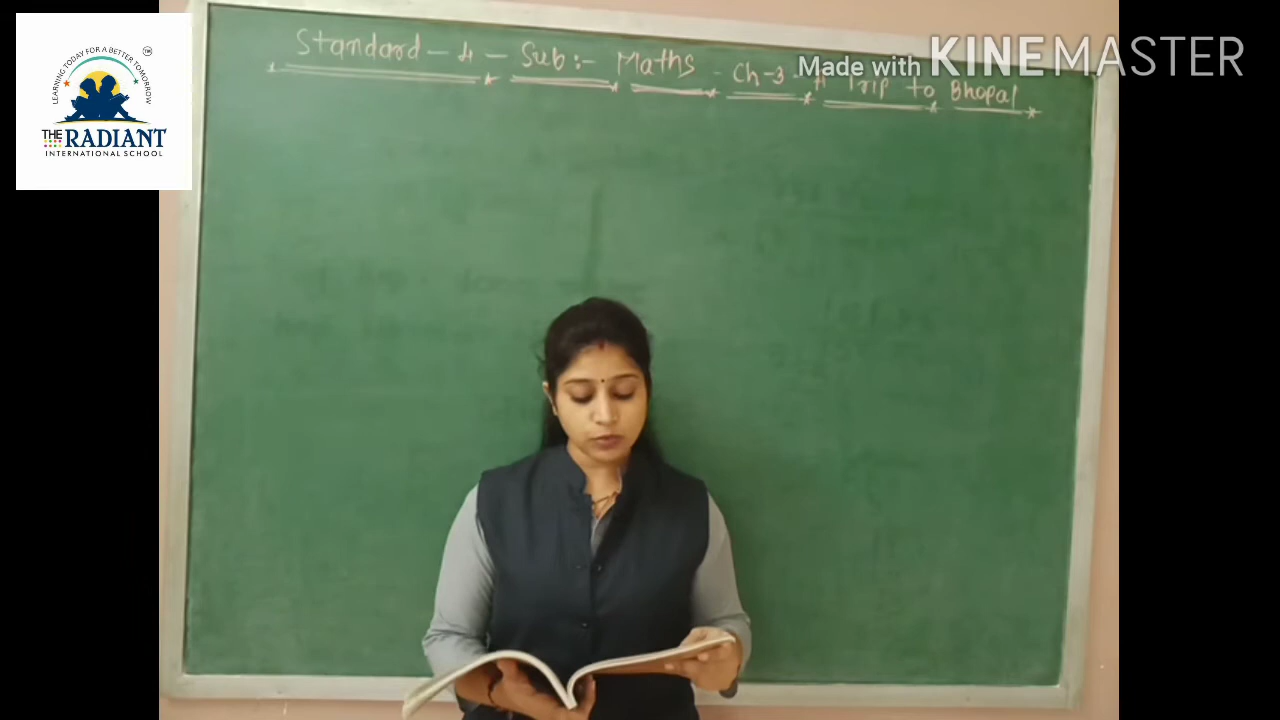 LEARNING TODAY FOR A BETTER TOMORROW
TM
THE RADIANT
INTERNATIONAL SCHOOL
Made with KINEMASTER
Standard - 4 - Sub:- Maths - Ch-3 - A Trip to Bhopal